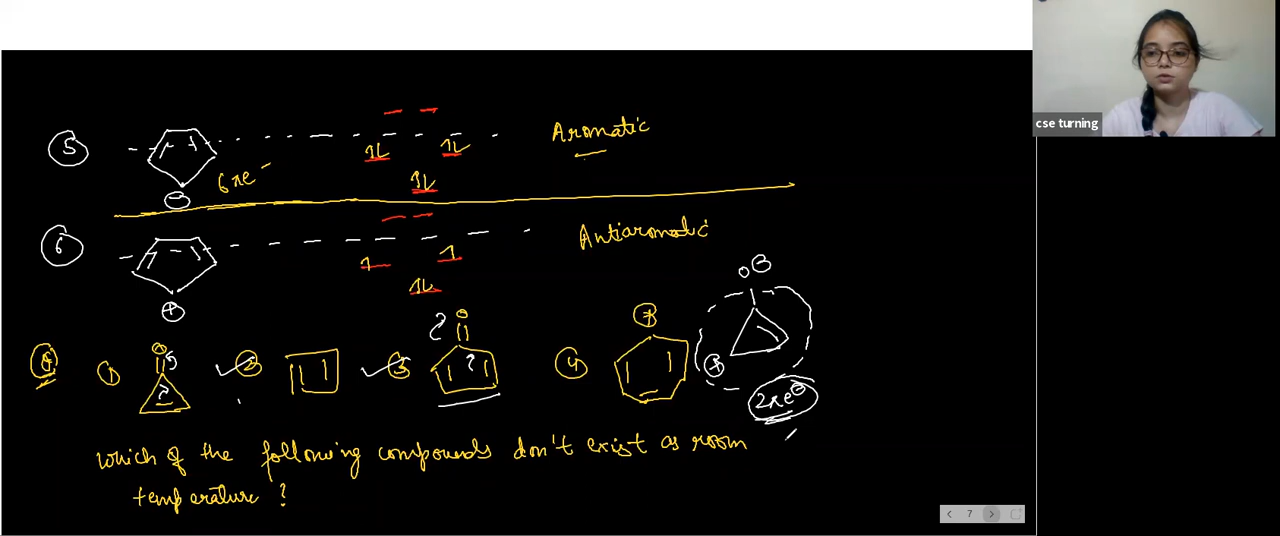 cse turning
5 6πe⁻ Aromatic
6 Antiaromatic
Q 1 2 3 4
2πe⊖
Which of the following compounds don't exist as room
temperature ?
7